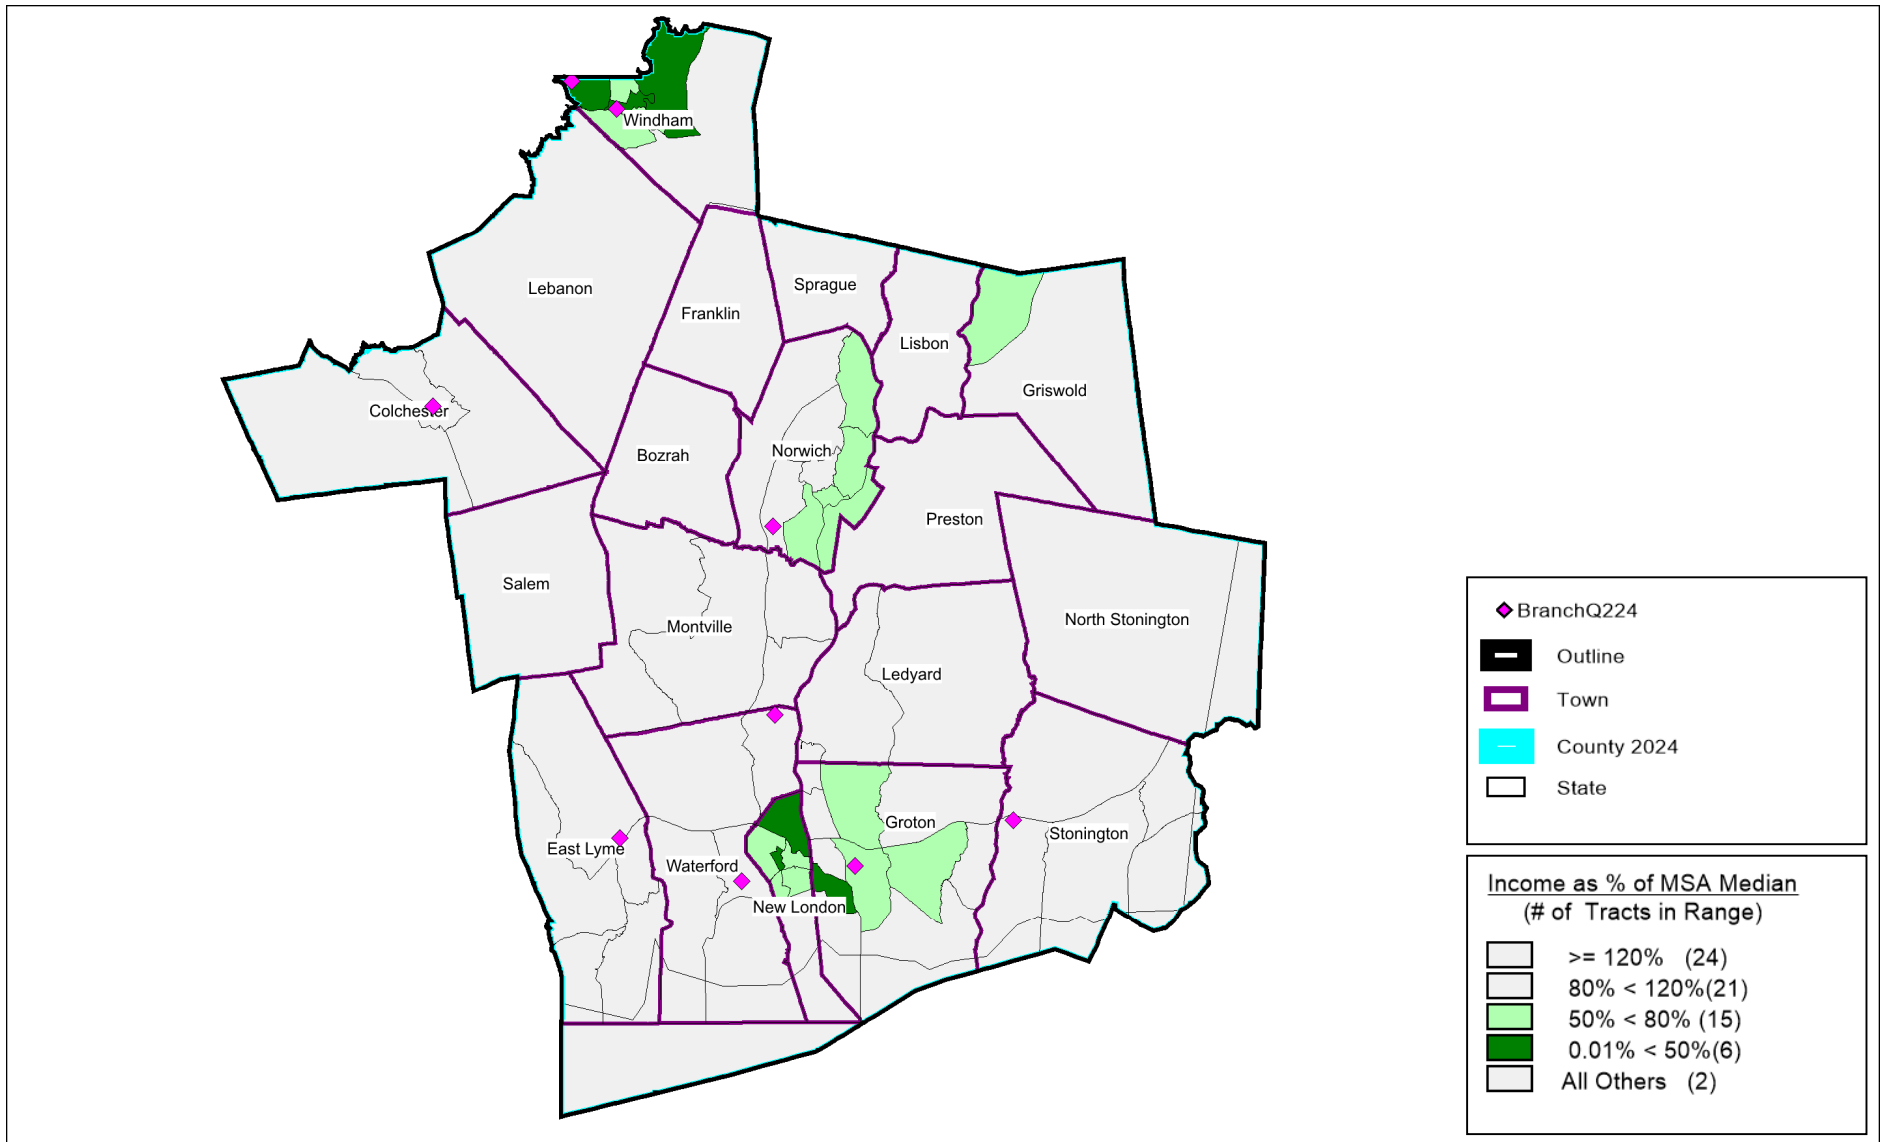 Windham
Lebanon
Sprague
Franklin
Lisbon
Griswold
Colchester
Norwich
Bozrah
Preston
Salem
North Stonington
Montville
Ledyard
Groton
Stonington
East Lyme
Waterford
New London
BranchQ224
Outline
Town
County 2024
State
Income as % of MSA Median
(# of Tracts in Range)
>= 120% (24)
80% < 120%(21)
50% < 80% (15)
0.01% < 50%(6)
All Others (2)